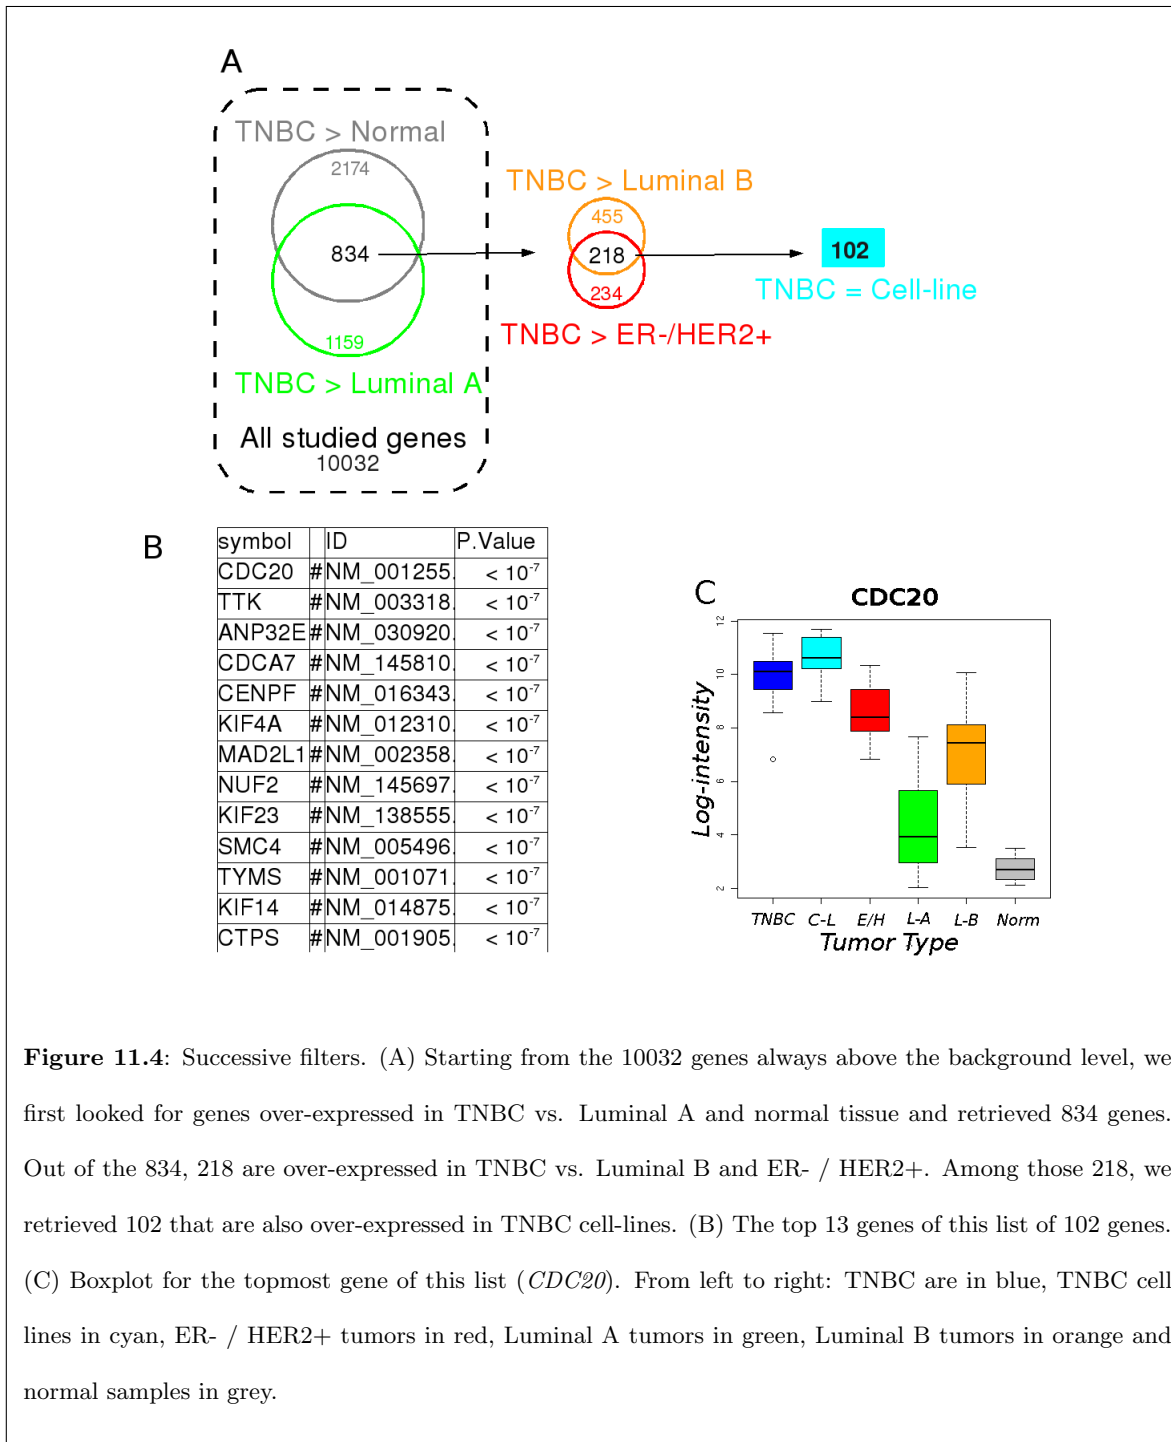 A
TNBC > Normal
2174
834
1159
TNBC > Luminal A
All studied genes
10032
TNBC > Luminal B
455
218
234
TNBC > ER-/HER2+
102
TNBC = Cell-line
B
symbol ID P.Value
CDC20 # NM_001255. < 10-7
TTK # NM_003318. < 10-7
ANP32E # NM_030920. < 10-7
CDCA7 # NM_145810. < 10-7
CENPF # NM_016343. < 10-7
KIF4A # NM_012310. < 10-7
MAD2L1 # NM_002358. < 10-7
NUF2 # NM_145697. < 10-7
KIF23 # NM_138555. < 10-7
SMC4 # NM_005496. < 10-7
TYMS # NM_001071. < 10-7
KIF14 # NM_014875. < 10-7
CTPS # NM_001905. < 10-7
C
CDC20
Log-intensity
12
10
8
6
4
2
TNBC C-L E/H L-A L-B Norm
Tumor Type
Figure 11.4: Successive filters. (A) Starting from the 10032 genes always above the background level, we
first looked for genes over-expressed in TNBC vs. Luminal A and normal tissue and retrieved 834 genes.
Out of the 834, 218 are over-expressed in TNBC vs. Luminal B and ER- / HER2+. Among those 218, we
retrieved 102 that are also over-expressed in TNBC cell-lines. (B) The top 13 genes of this list of 102 genes.
(C) Boxplot for the topmost gene of this list (CDC20). From left to right: TNBC are in blue, TNBC cell
lines in cyan, ER- / HER2+ tumors in red, Luminal A tumors in green, Luminal B tumors in orange and
normal samples in grey.